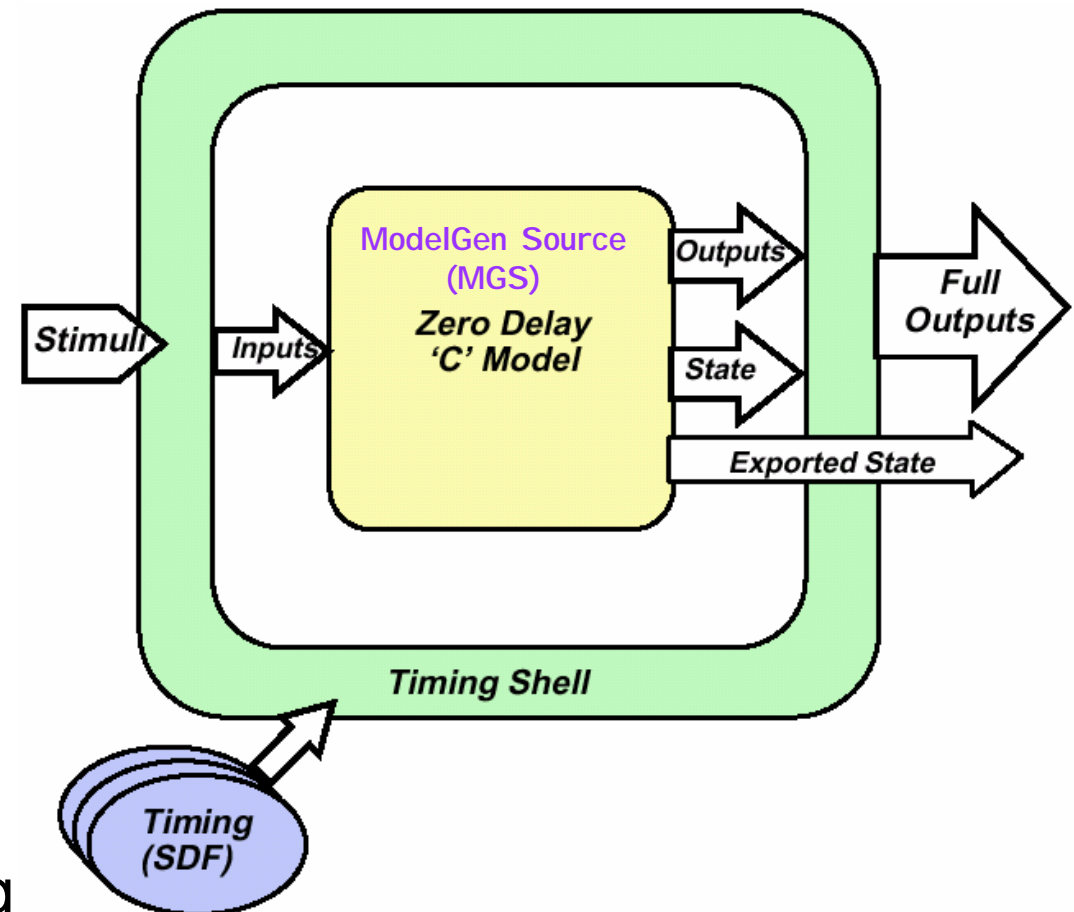 ModelGen Source
(MGS)
Zero Delay
'C' Model
Stimuli
Inputs
Outputs
State
Exported State
Full
Outputs
Timing Shell
Timing
(SDF)
g